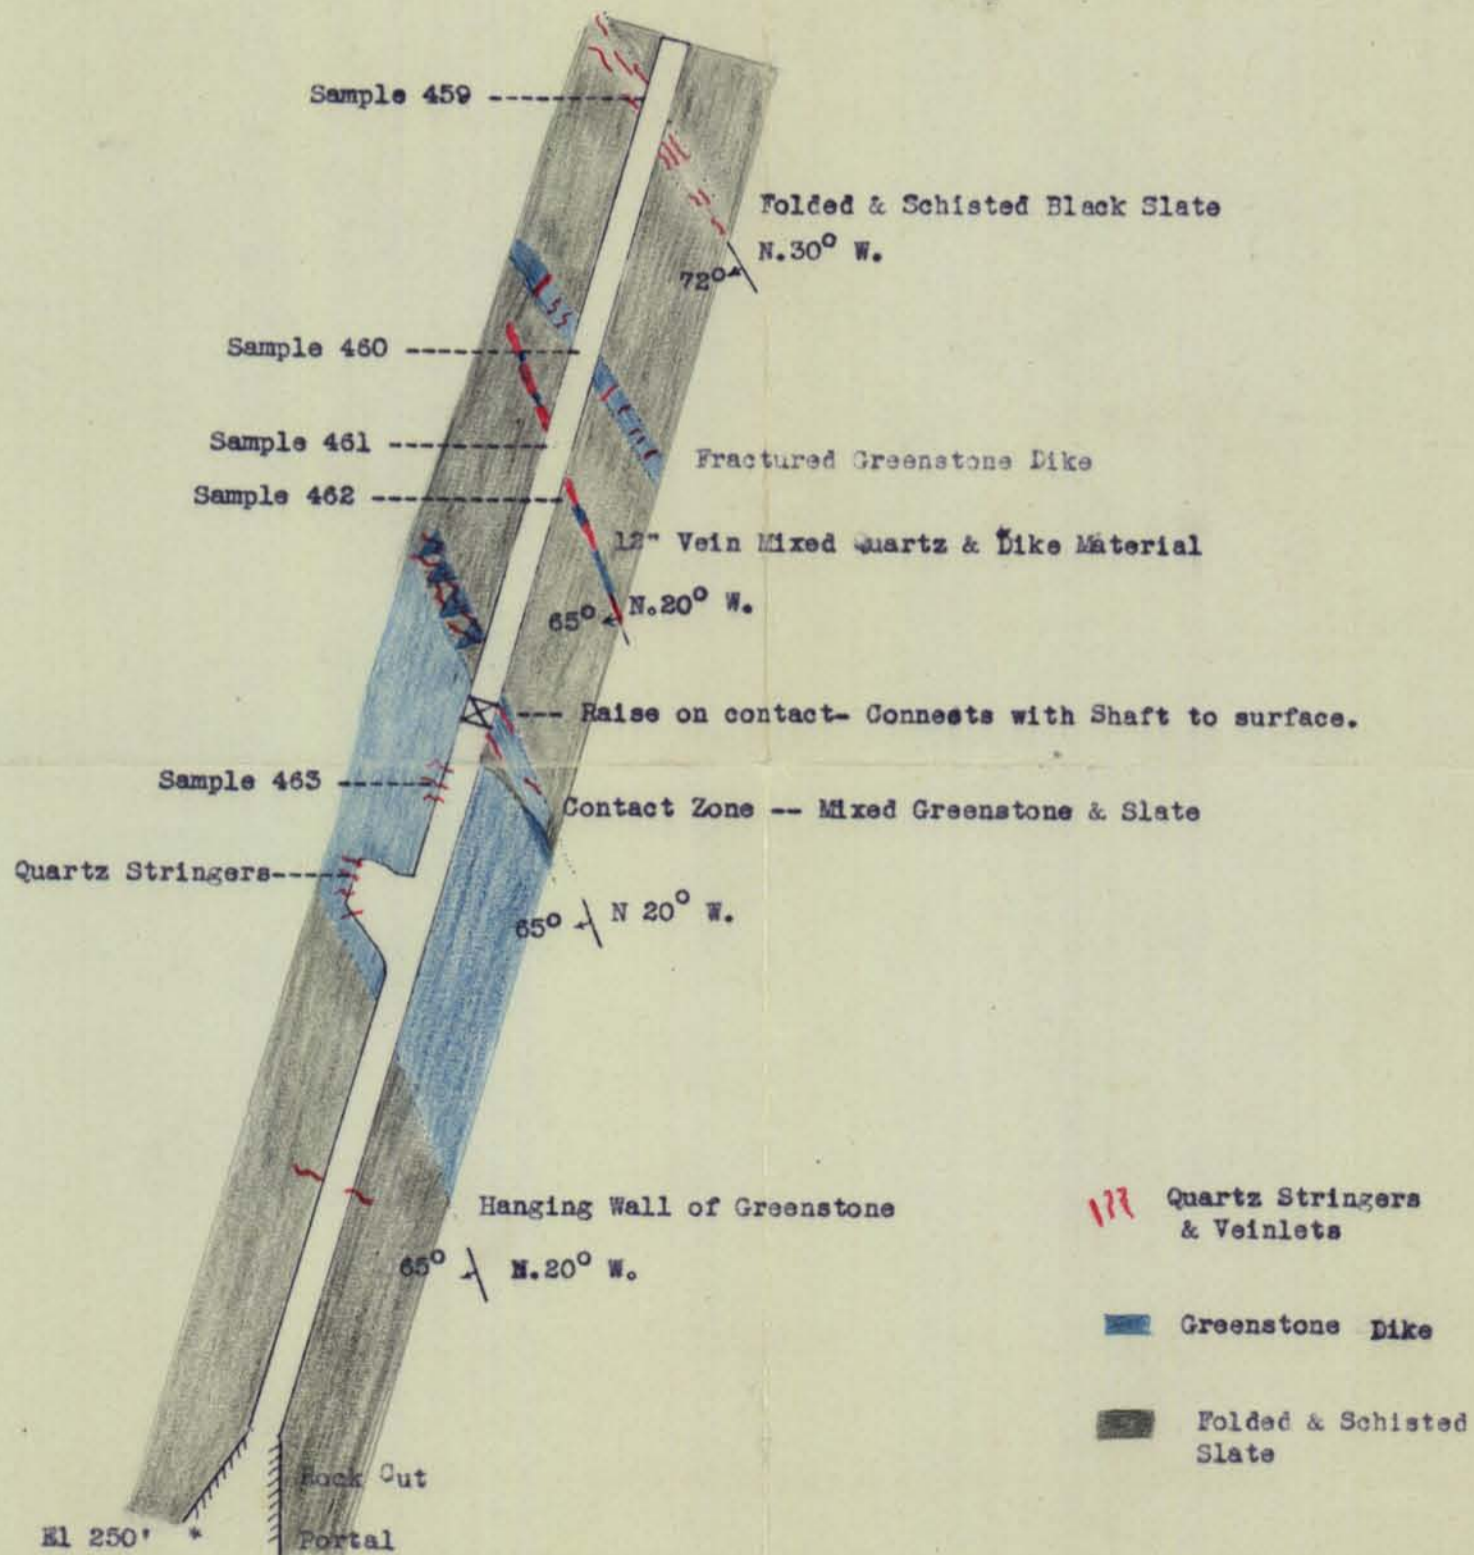 Sample 459
Folded & Schisted Black Slate
N.30° W.
72°
Sample 460
Sample 461
Fractured Greenstone Dike
Sample 462
12" Vein Mixed Quartz & Dike Material
65° N.20° W.
Raise on contact- Connests with Shaft to surface.
Sample 463
Contact Zone -- Mixed Greenstone & Slate
Quartz Stringers
65° N 20° W.
Hanging Wall of Greenstone
65° N.20° W.
Quartz Stringers
& Veinlets
Greenstone Dike
Folded & Schisted
Slate
Rock Cut
El 250' *
Portal